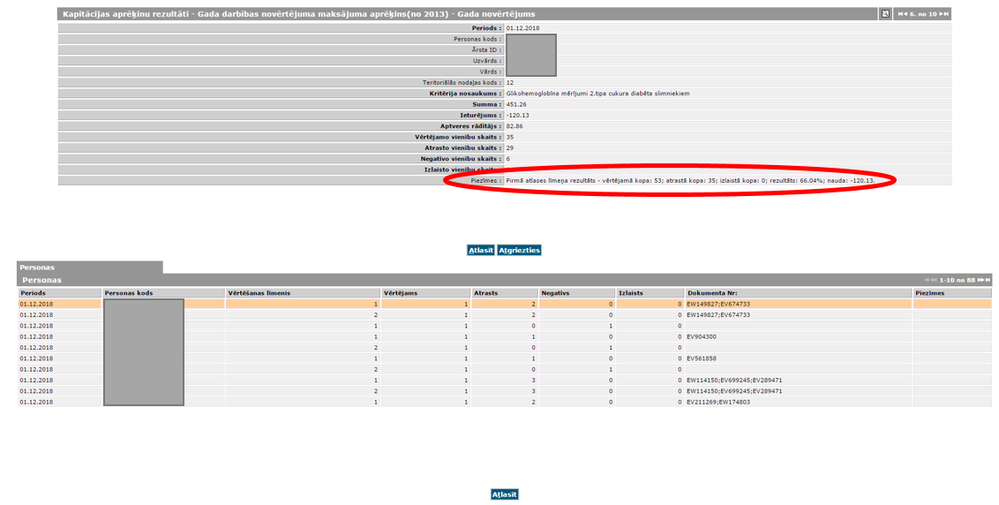 Kapitācijas aprēķinu rezultāti - Gada darbības novērtējuma maksājuma aprēķins(no 2013) - Gada novērtējums 6. no 10
Periods : 01.12.2018
Personas kods :
Ārsta ID :
Uzvārds :
Vārds :
Teritoriālās nodaļas kods : 12
Kritērija nosaukums : Glikohemoglobīna mērījumi 2.tipa cukura diabēta slimniekiem
Summa : 451.26
Ieturējums : -120.13
Aptveres rādītājs : 82.86
Vērtējamo vienību skaits : 35
Atrasto vienību skaits : 29
Negatīvo vienību skaits : 6
Izlaisto vienību skaits
Piezīmes : Pirmā atlases līmeņa rezultāts - vērtējamā kopa: 53; atrastā kopa: 35; izlaistā kopa: 0; rezultāts: 66.04%; nauda: -120.13.
Atlasīt Atgriezties
Personas
Personas 1-10 no 88
Periods Personas kods Vērtēšanas līmenis Vērtējams Atrasts Negatīvs Izlaists Dokumenta Nr: Piezīmes
01.12.2018 1 1 2 0 0 EW149827;EV674733
01.12.2018 2 1 2 0 0 EW149827;EV674733
01.12.2018 1 1 0 1 0
01.12.2018 1 1 1 0 0 EV904300
01.12.2018 2 1 0 1 0
01.12.2018 1 1 1 0 0 EV561858
01.12.2018 2 1 0 1 0
01.12.2018 1 1 3 0 0 EW114150;EV699245;EV289471
01.12.2018 2 1 3 0 0 EW114150;EV699245;EV289471
01.12.2018 1 1 2 0 0 EV211269;EW174803
Atlasīt